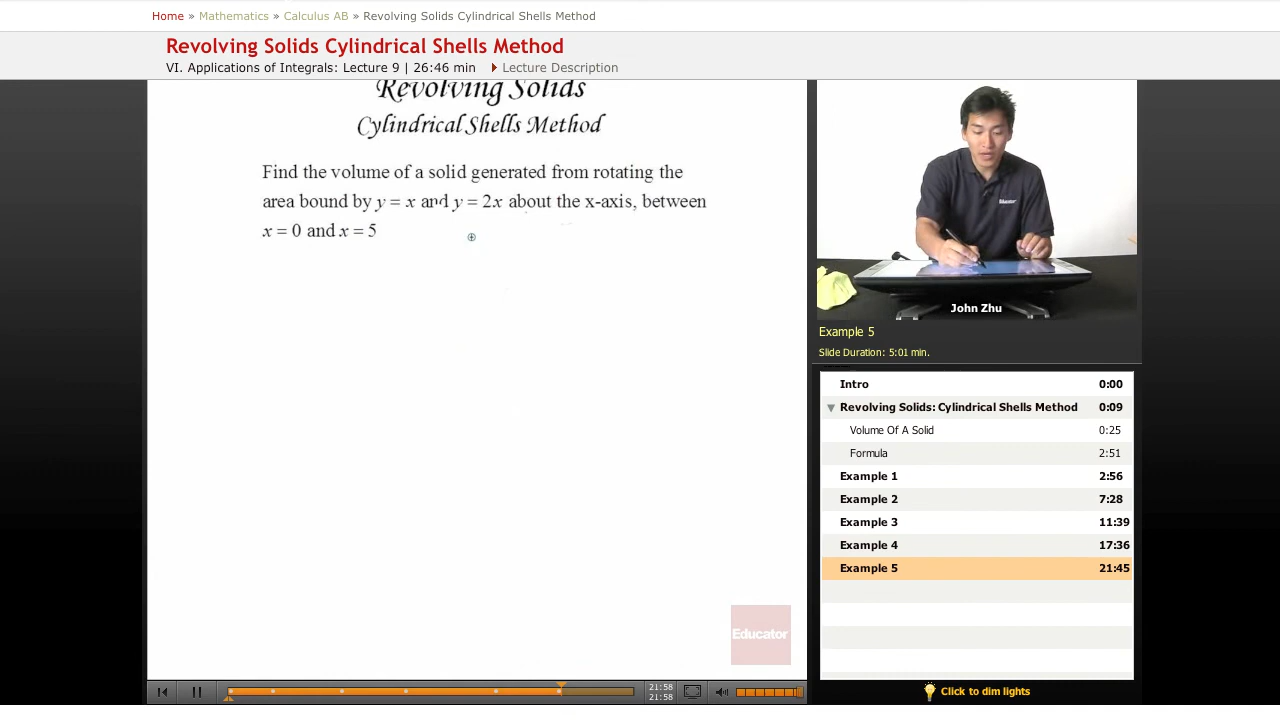 Home » Mathematics » Calculus AB » Revolving Solids Cylindrical Shells Method
Revolving Solids Cylindrical Shells Method
VI. Applications of Integrals: Lecture 9 | 26:46 min
Lecture Description
Revolving Solids
Cylindrical Shells Method
Find the volume of a solid generated from rotating the
area bound by y = x and y = 2x about the x-axis, between
x = 0 and x = 5
Educator
Educator
John Zhu
Example 5
Slide Duration: 5:01 min.
Intro 0:00
Revolving Solids: Cylindrical Shells Method 0:09
Volume Of A Solid 0:25
Formula 2:51
Example 1 2:56
Example 2 7:28
Example 3 11:39
Example 4 17:36
Example 5 21:45
21:58
21:58
Click to dim lights